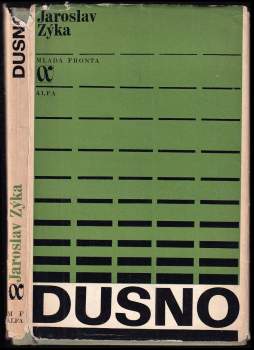 DUSNO
Jaroslav Zýka
α
M F
ALFA
Jaroslav
Zýka
MLADÁ FRONTA
α
ALFA
DUSNO